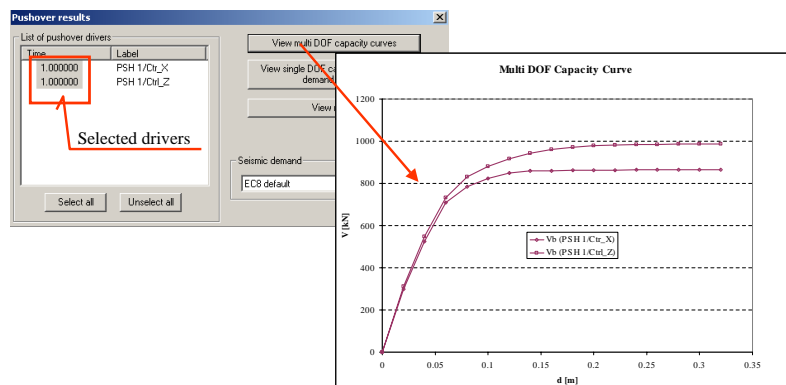 Pushover results
List of pushover drivers
Time Label
1.000000 PSH 1/Ctr_X
1.000000 PSH 1/Ctrl_Z
Selected drivers
Select all Unselect all
View multi DOF capacity curves
View single DOF
demand
View
Seismic demand
EC8 default
Multi DOF Capacity Curve
V [kN]
1200
1000
800
600
400
200
0
0 0.05 0.1 0.15 0.2 0.25 0.3 0.35
d [m]
Vb (PSH 1/Ctr_X)
Vb (PSH 1/Ctrl_Z)